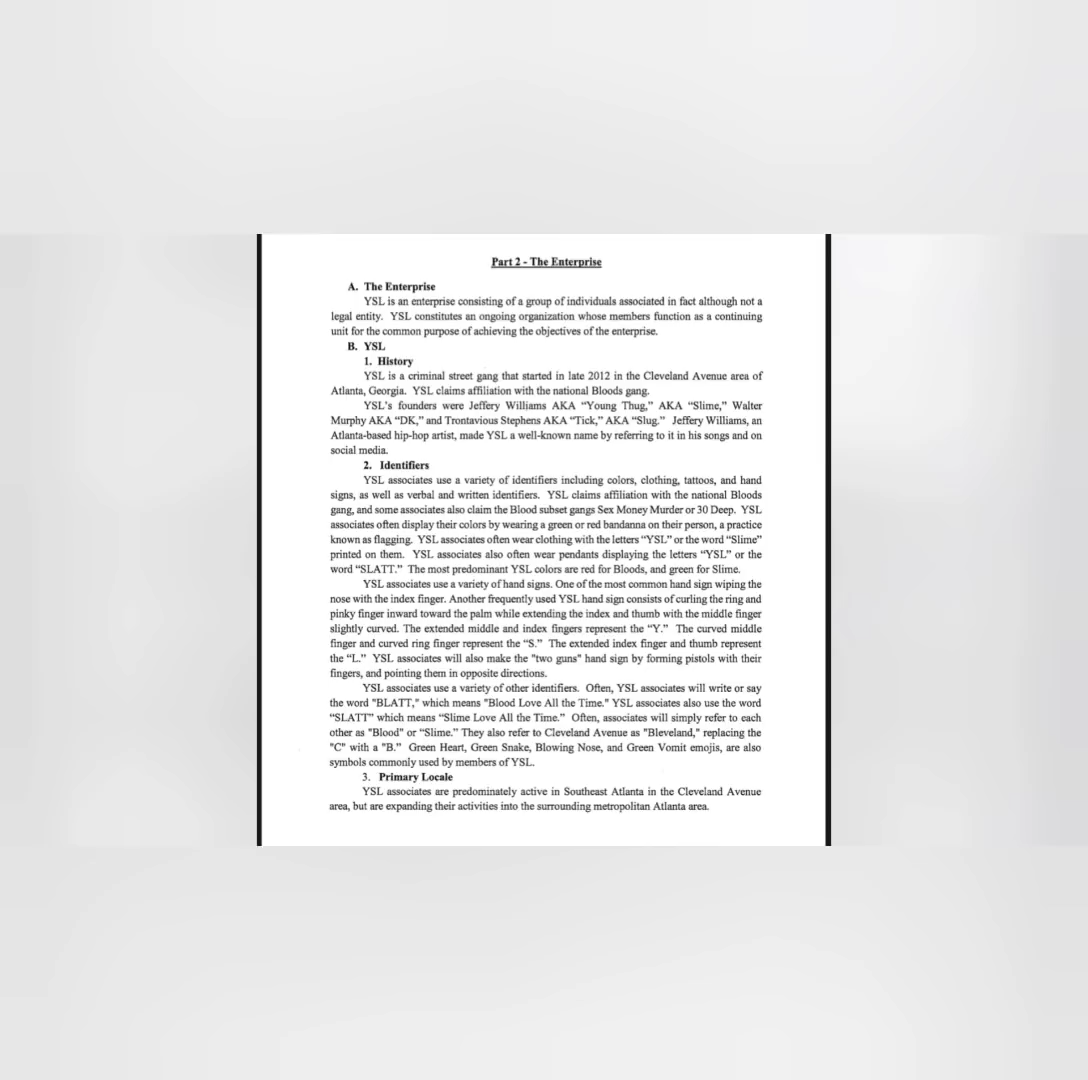 Part 2 - The Enterprise
A. The Enterprise
YSL is an enterprise consisting of a group of individuals associated in fact although not a
legal entity. YSL constitutes an ongoing organization whose members function as a continuing
unit for the common purpose of achieving the objectives of the enterprise.
B. YSL
1. History
YSL is a criminal street gang that started in late 2012 in the Cleveland Avenue area of
Atlanta, Georgia. YSL claims affiliation with the national Bloods gang.
YSL's founders were Jeffery Williams AKA “Young Thug,” AKA “Slime,” Walter
Murphy AKA “DK,” and Trontavious Stephens AKA “Tick,” AKA “Slug.” Jeffery Williams, an
Atlanta-based hip-hop artist, made YSL a well-known name by referring to it in his songs and on
social media.
2. Identifiers
YSL associates use a variety of identifiers including colors, clothing, tattoos, and hand
signs, as well as verbal and written identifiers. YSL claims affiliation with the national Bloods
gang, and some associates also claim the Blood subset gangs Sex Money Murder or 30 Deep. YSL
associates often display their colors by wearing a green or red bandanna on their person, a practice
known as flagging. YSL associates often wear clothing with the letters “YSL” or the word “Slime”
printed on them. YSL associates also often wear pendants displaying the letters “YSL” or the
word “SLATT.” The most predominant YSL colors are red for Bloods, and green for Slime.
YSL associates use a variety of hand signs. One of the most common hand sign wiping the
nose with the index finger. Another frequently used YSL hand sign consists of curling the ring and
pinky finger inward toward the palm while extending the index and thumb with the middle finger
slightly curved. The extended middle and index fingers represent the “Y.” The curved middle
finger and curved ring finger represent the “S.” The extended index finger and thumb represent
the “L.” YSL associates will also make the "two guns" hand sign by forming pistols with their
fingers, and pointing them in opposite directions.
YSL associates use a variety of other identifiers. Often, YSL associates will write or say
the word "BLATT," which means "Blood Love All the Time." YSL associates also use the word
“SLATT” which means “Slime Love All the Time.” Often, associates will simply refer to each
other as "Blood" or “Slime.” They also refer to Cleveland Avenue as "Bleveland," replacing the
"C" with a "B.” Green Heart, Green Snake, Blowing Nose, and Green Vomit emojis, are also
symbols commonly used by members of YSL.
3. Primary Locale
YSL associates are predominately active in Southeast Atlanta in the Cleveland Avenue
area, but are expanding their activities into the surrounding metropolitan Atlanta area.